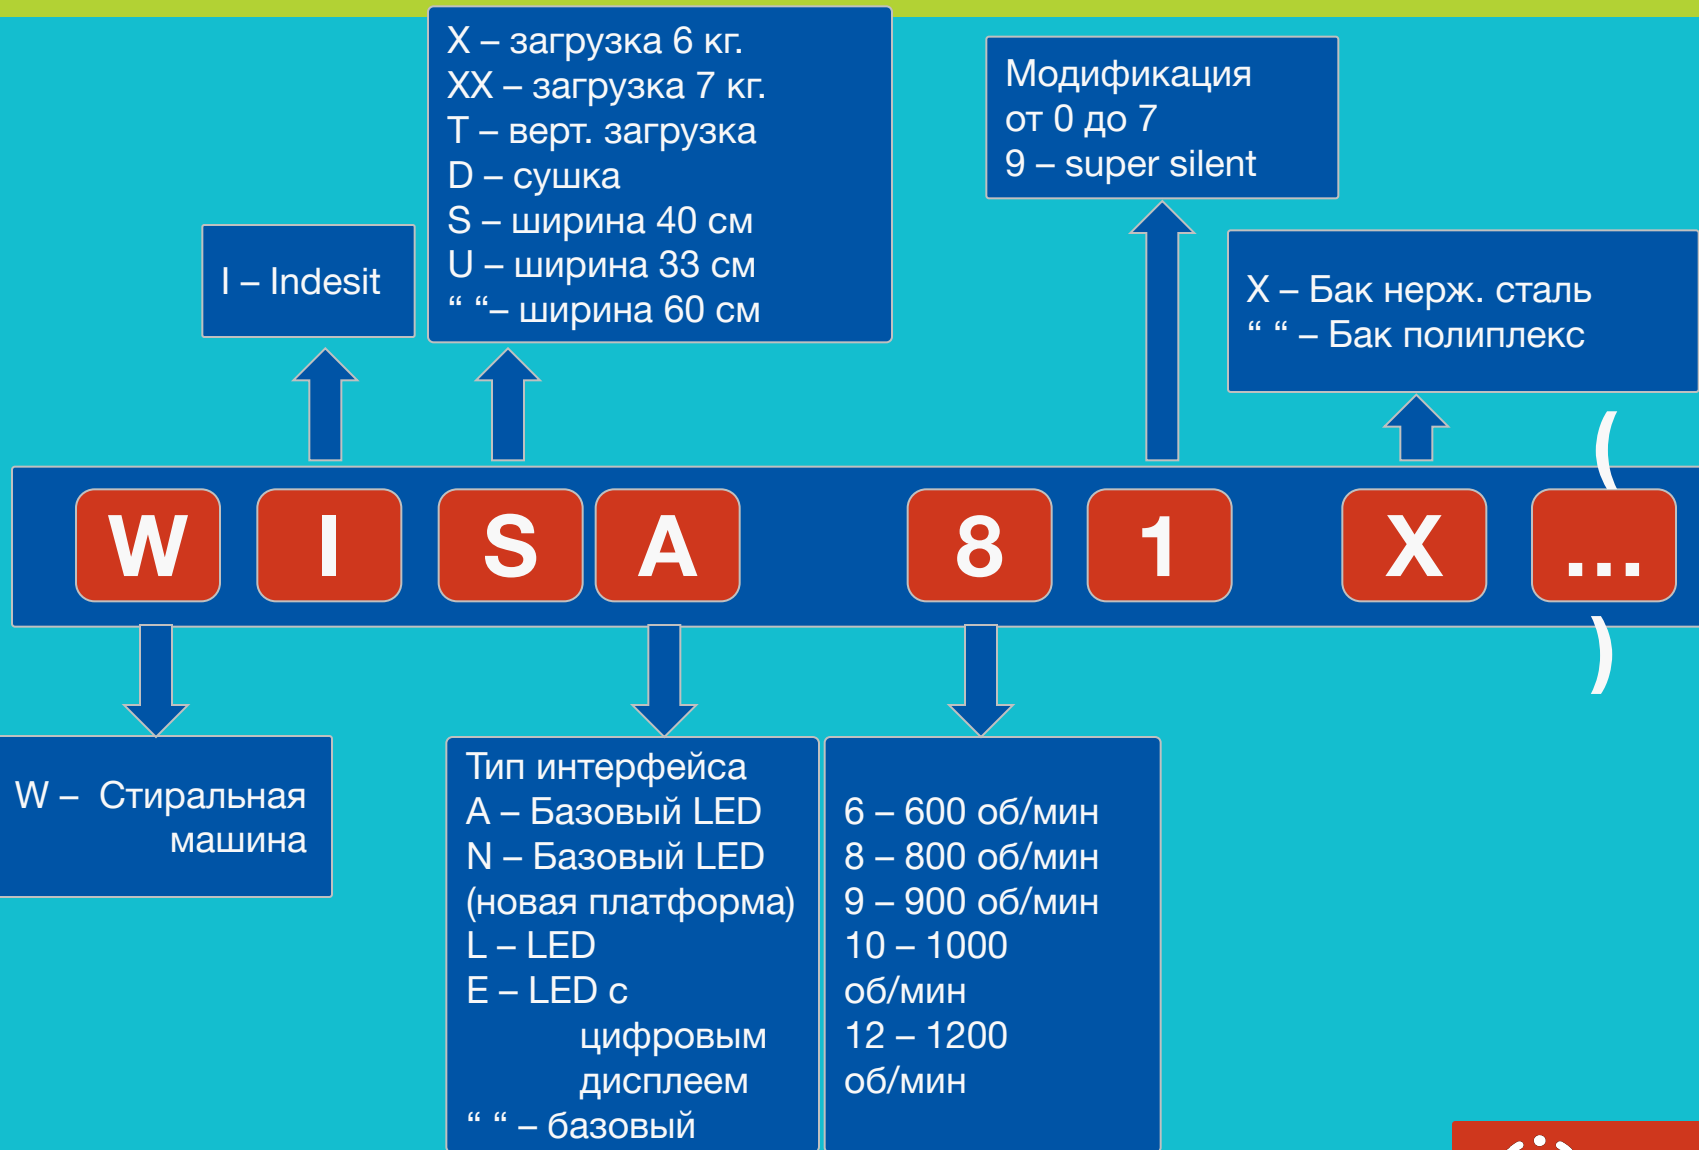 X – загрузка 6 кг.
XX – загрузка 7 кг.
T – верт. загрузка
D – сушка
S – ширина 40 см
U – ширина 33 см
“ “– ширина 60 см
Модификация
от 0 до 7
9 – super silent
I – Indesit
X – Бак нерж. сталь
“ “ – Бак полиплекс
W I S A 8 1 X (...)
W – Стиральная
машина
Тип интерфейса
A – Базовый LED
N – Базовый LED
(новая платформа)
L – LED
E – LED с
цифровым
дисплеем
“ “ – базовый
6 – 600 об/мин
8 – 800 об/мин
9 – 900 об/мин
10 – 1000
об/мин
12 – 1200
об/мин